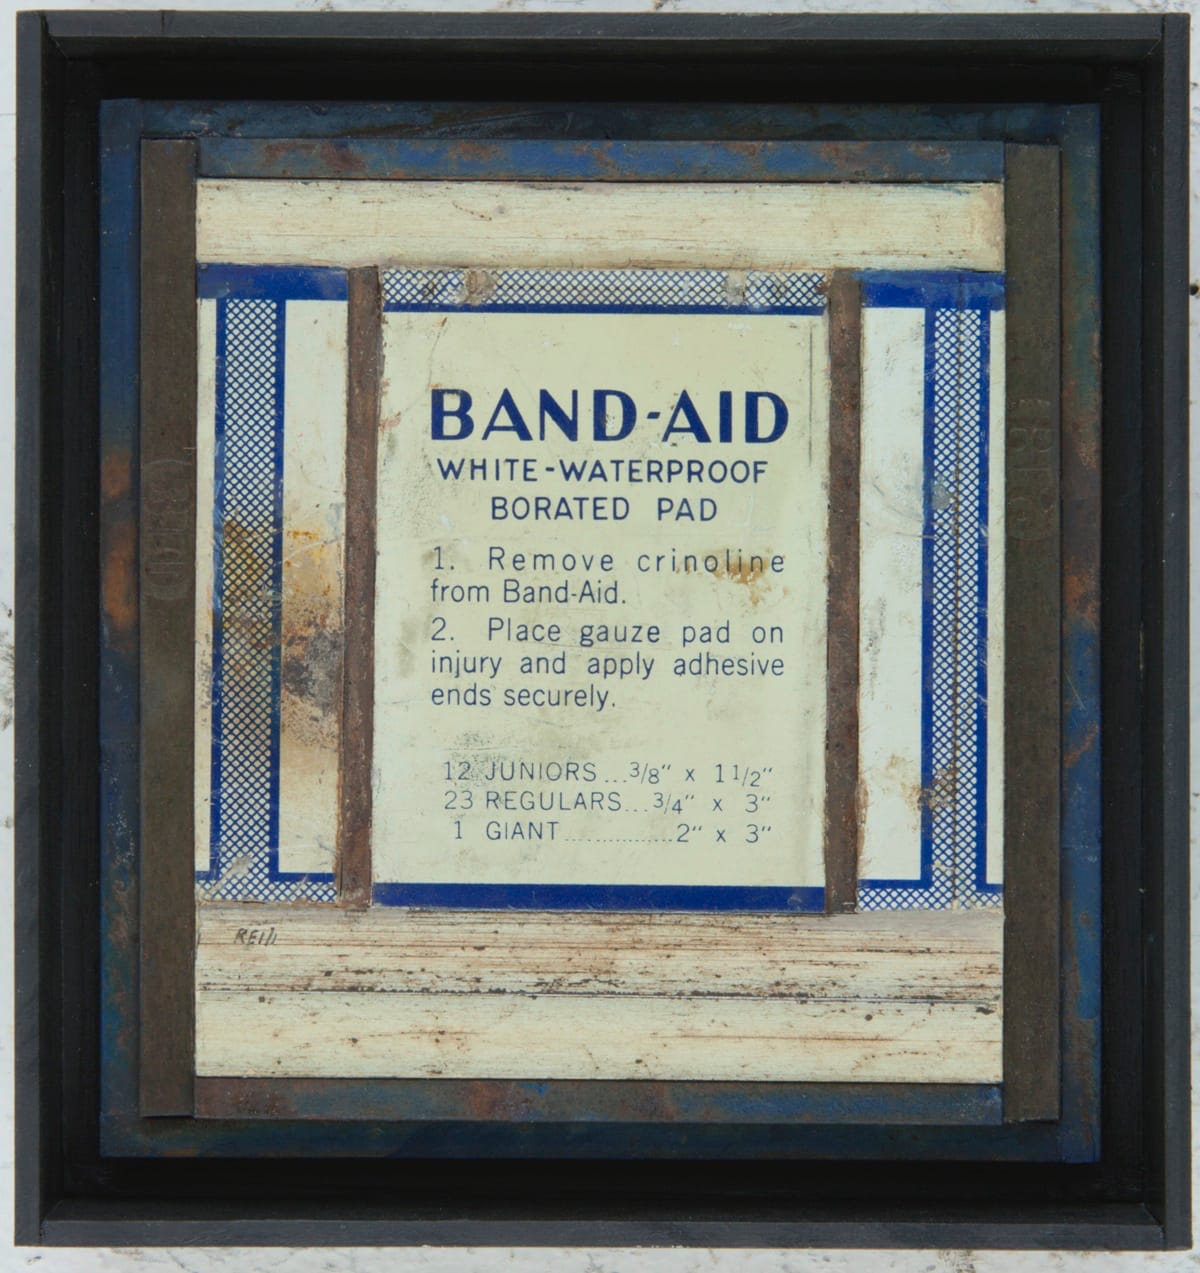 BAND-AID
WHITE-WATERPROOF
BORATED PAD
1. Remove crinoline
from Band-Aid.
2. Place gauze pad on
injury and apply adhesive
ends securely.
12 JUNIORS...3/8" x 1 1/2"
23 REGULARS...3/4" x 3"
1 GIANT..............2" x 3"